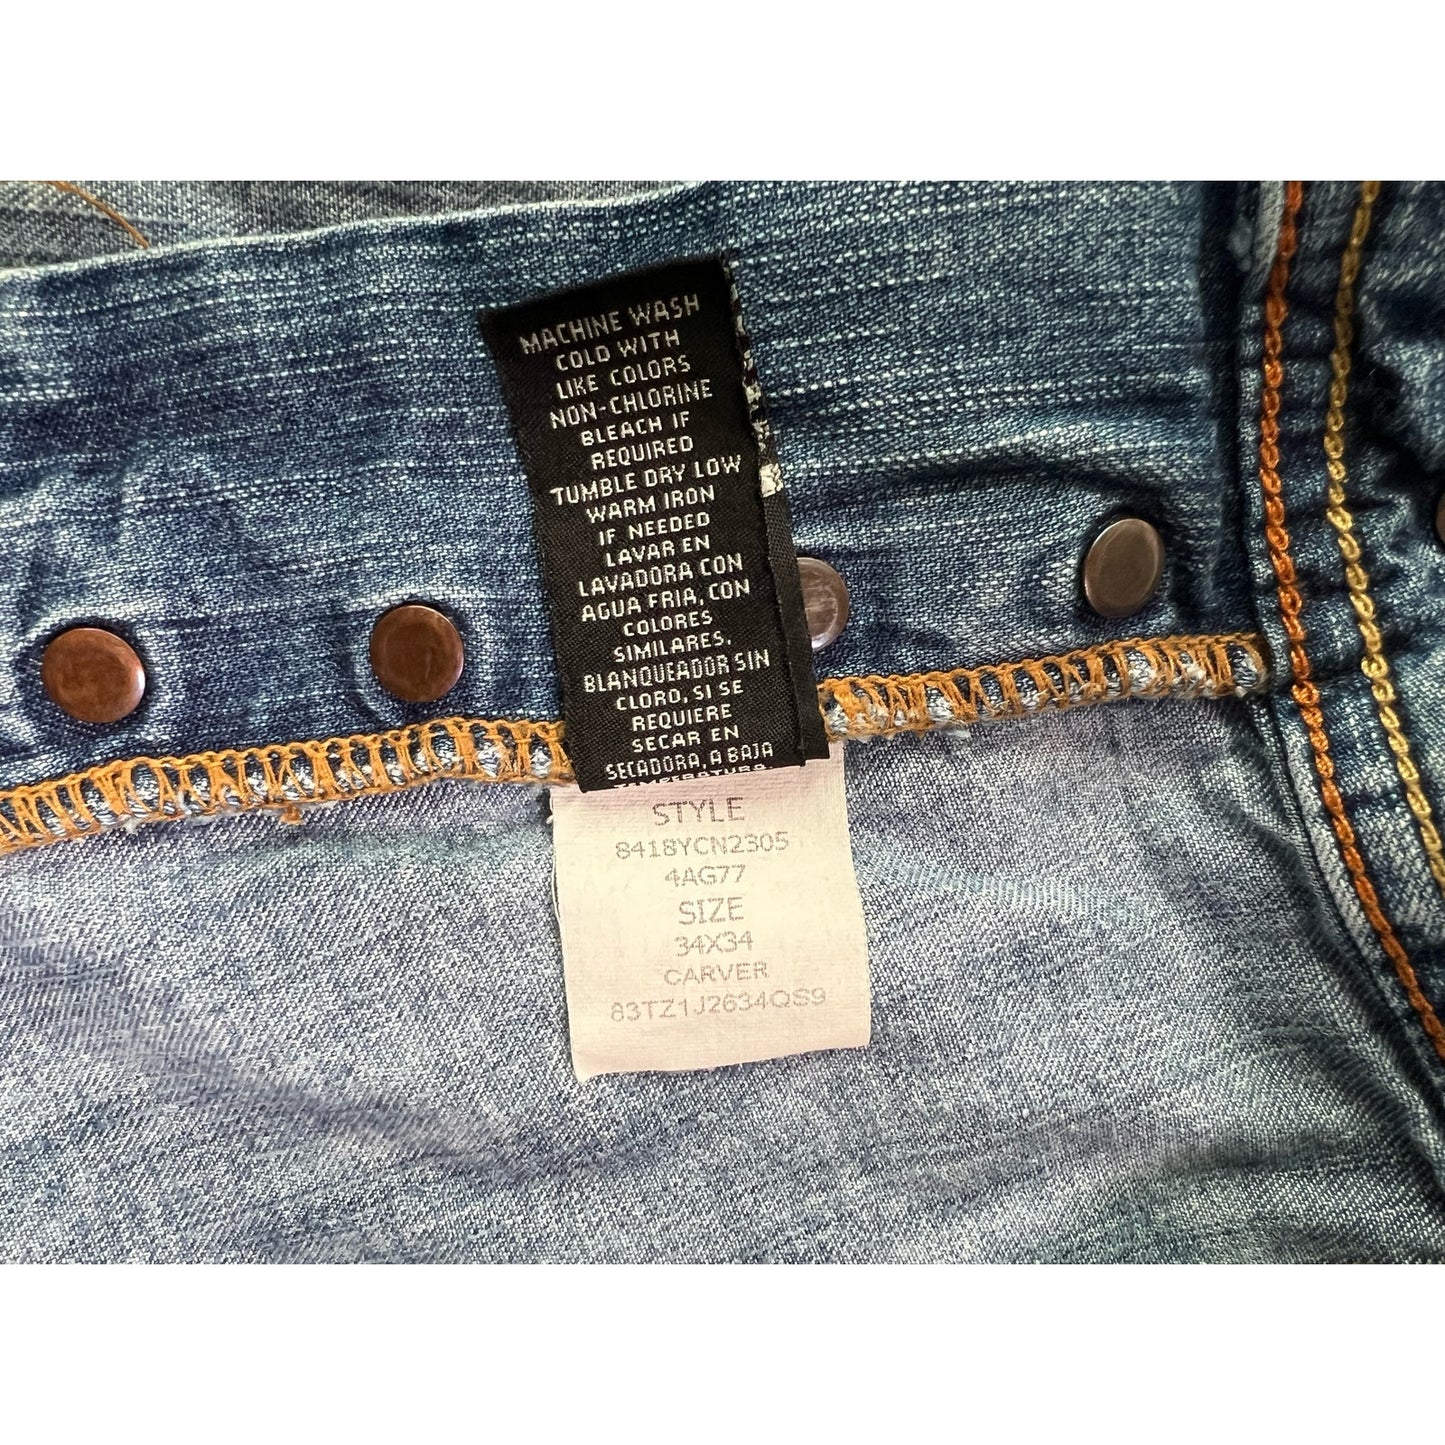 MACHINE WASH
COLD WITH
LIKE COLORS
NON-CHLORINE
BLEACH IF
REQUIRED
TUMBLE DRY LOW
WARM IRON
IF NEEDED
LAVAR EN
LAVADORA CON
AGUA FRIA, CON
COLORES
SIMILARES.
BLANQUEADOR SIN
CLORO, SI SE
REQUIERE
SECAR EN
SECADORA, A BAJA
TEMPERATURA.
STYLE
8418YCN2305
4AG77
SIZE
34X34
CARVER
83TZ1J2634QS9